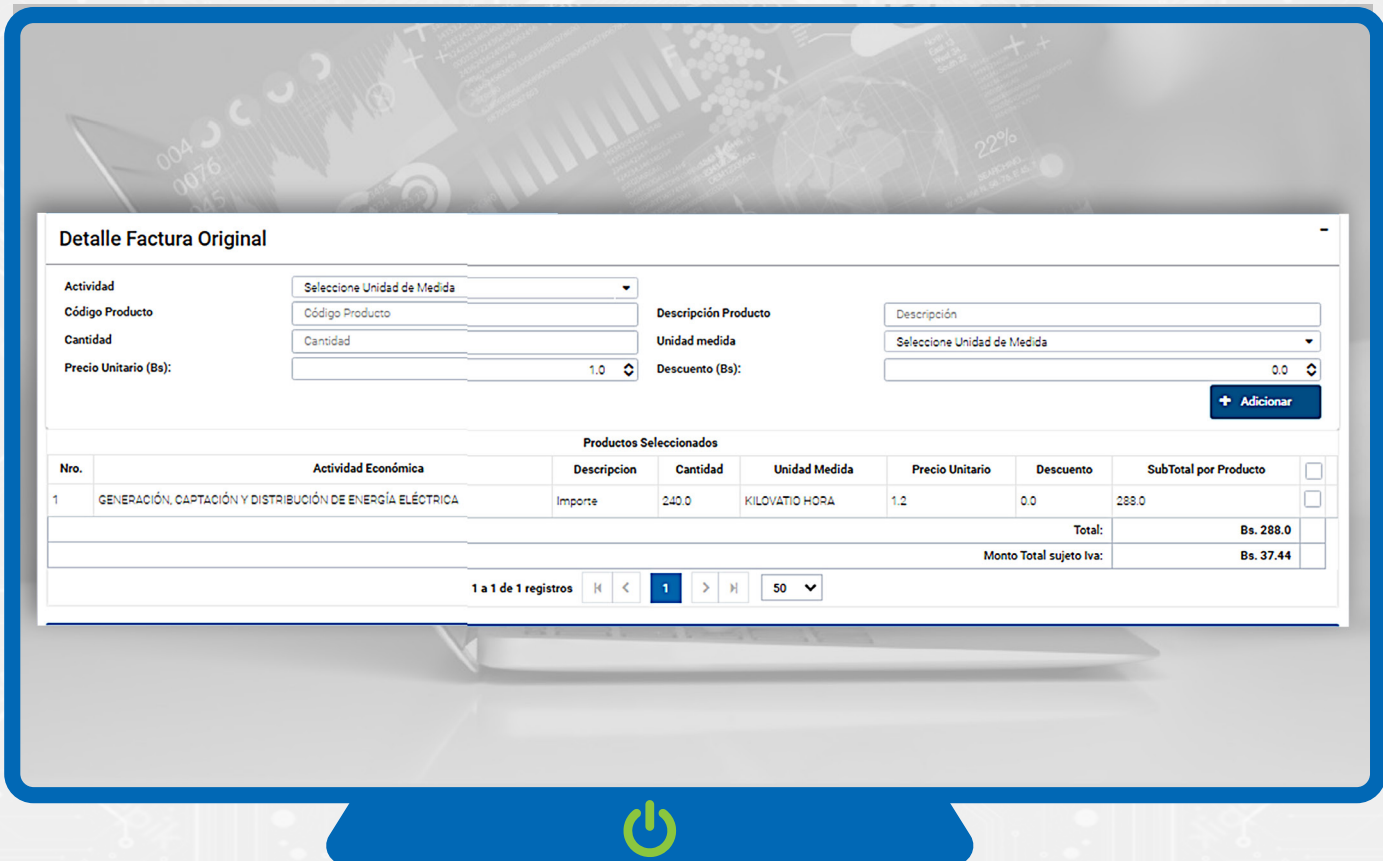 004
0076
045
22%
Detalle Factura Original
-
Actividad Seleccione Unidad de Medida
Código Producto Código Producto Descripción Producto Descripción
Cantidad Cantidad Unidad medida Seleccione Unidad de Medida
Precio Unitario (Bs): 1.0 Descuento (Bs): 0.0
+ Adicionar
Productos Seleccionados
Nro. Actividad Económica Descripcion Cantidad Unidad Medida Precio Unitario Descuento SubTotal por Producto
1 GENERACIÓN, CAPTACIÓN Y DISTRIBUCIÓN DE ENERGÍA ELÉCTRICA Importe 240.0 KILOVATIO HORA 1.2 0.0 288.0
Total: Bs. 288.0
Monto Total sujeto Iva: Bs. 37.44
1 a 1 de 1 registros 1 50